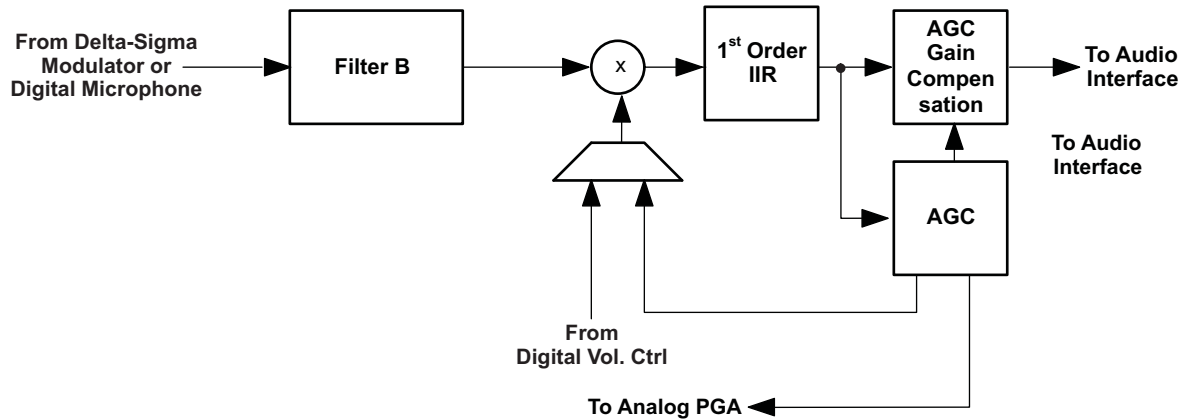 From Delta-Sigma
Modulator or
Digital Microphone
Filter B
x
1st Order
IIR
AGC
Gain
Compen
sation
To Audio
Interface
To Audio
Interface
AGC
From
Digital Vol. Ctrl
To Analog PGA